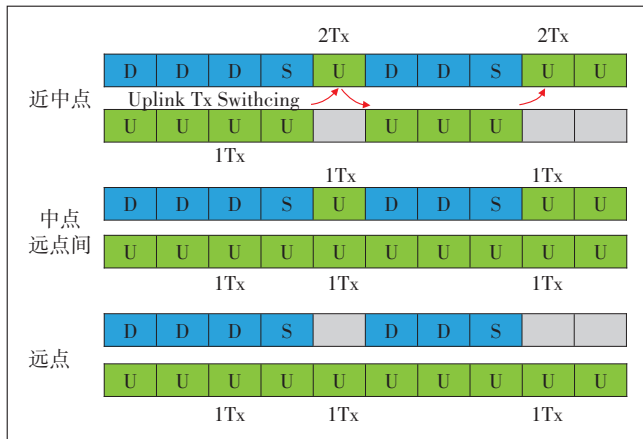 2Tx 2Tx
D D D S U D D S U U
近中点
Uplink Tx Swithcing
U U U U U U U
1Tx
1Tx 1Tx
D D D S U D D S U U
中点
远点间
U U U U U U U U U U
1Tx 1Tx 1Tx
D D D S D D S
远点
U U U U U U U U U U
1Tx 1Tx 1Tx